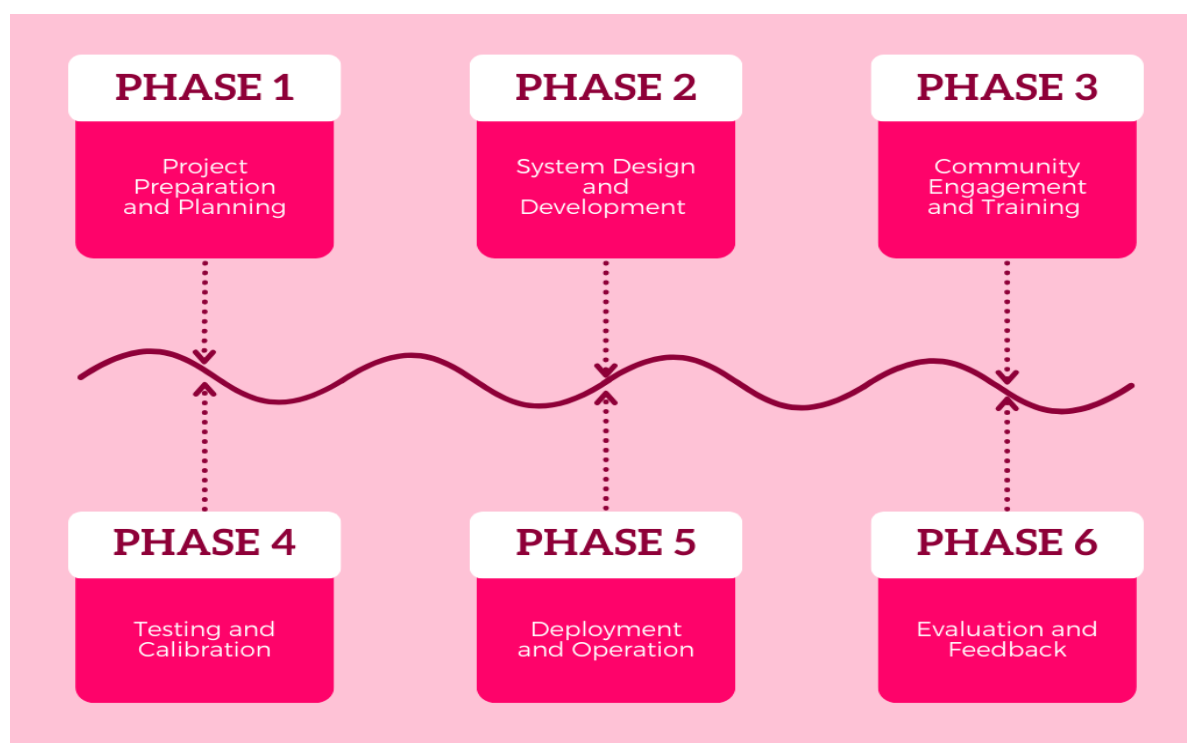 PHASE 1
Project
Preparation
and Planning
PHASE 2
System Design
and
Development
PHASE 3
Community
Engagement
and Training
PHASE 4
Testing and
Calibration
PHASE 5
Deployment
and Operation
PHASE 6
Evaluation and
Feedback